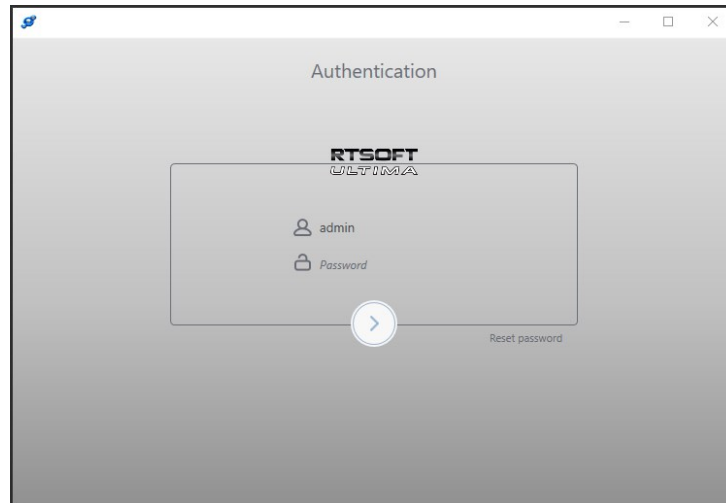 Authentication
RTSOFT
ULTIMA
admin
Password
Reset password